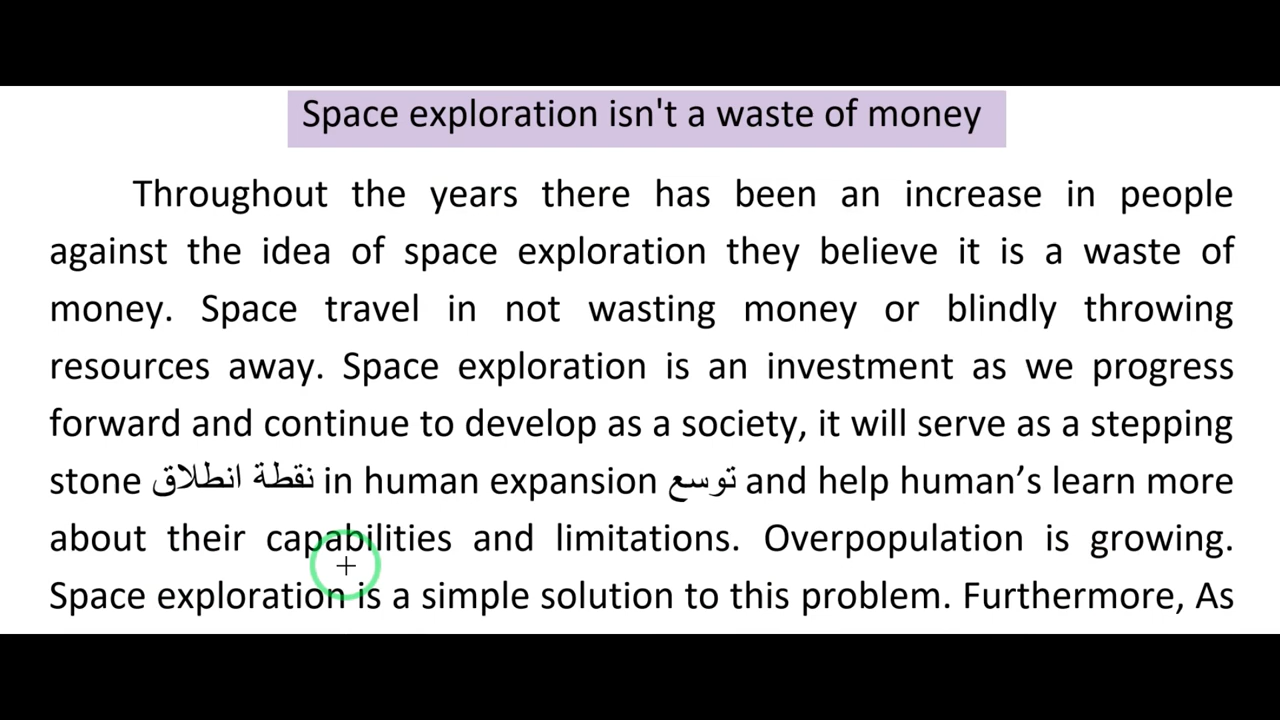 Space exploration isn't a waste of money
Throughout the years there has been an increase in people
against the idea of space exploration they believe it is a waste of
money. Space travel in not wasting money or blindly throwing
resources away. Space exploration is an investment as we progress
forward and continue to develop as a society, it will serve as a stepping
stone نقطة انطلاق in human expansion توسع and help human’s learn more
about their capabilities and limitations. Overpopulation is growing.
Space exploration is a simple solution to this problem. Furthermore, As